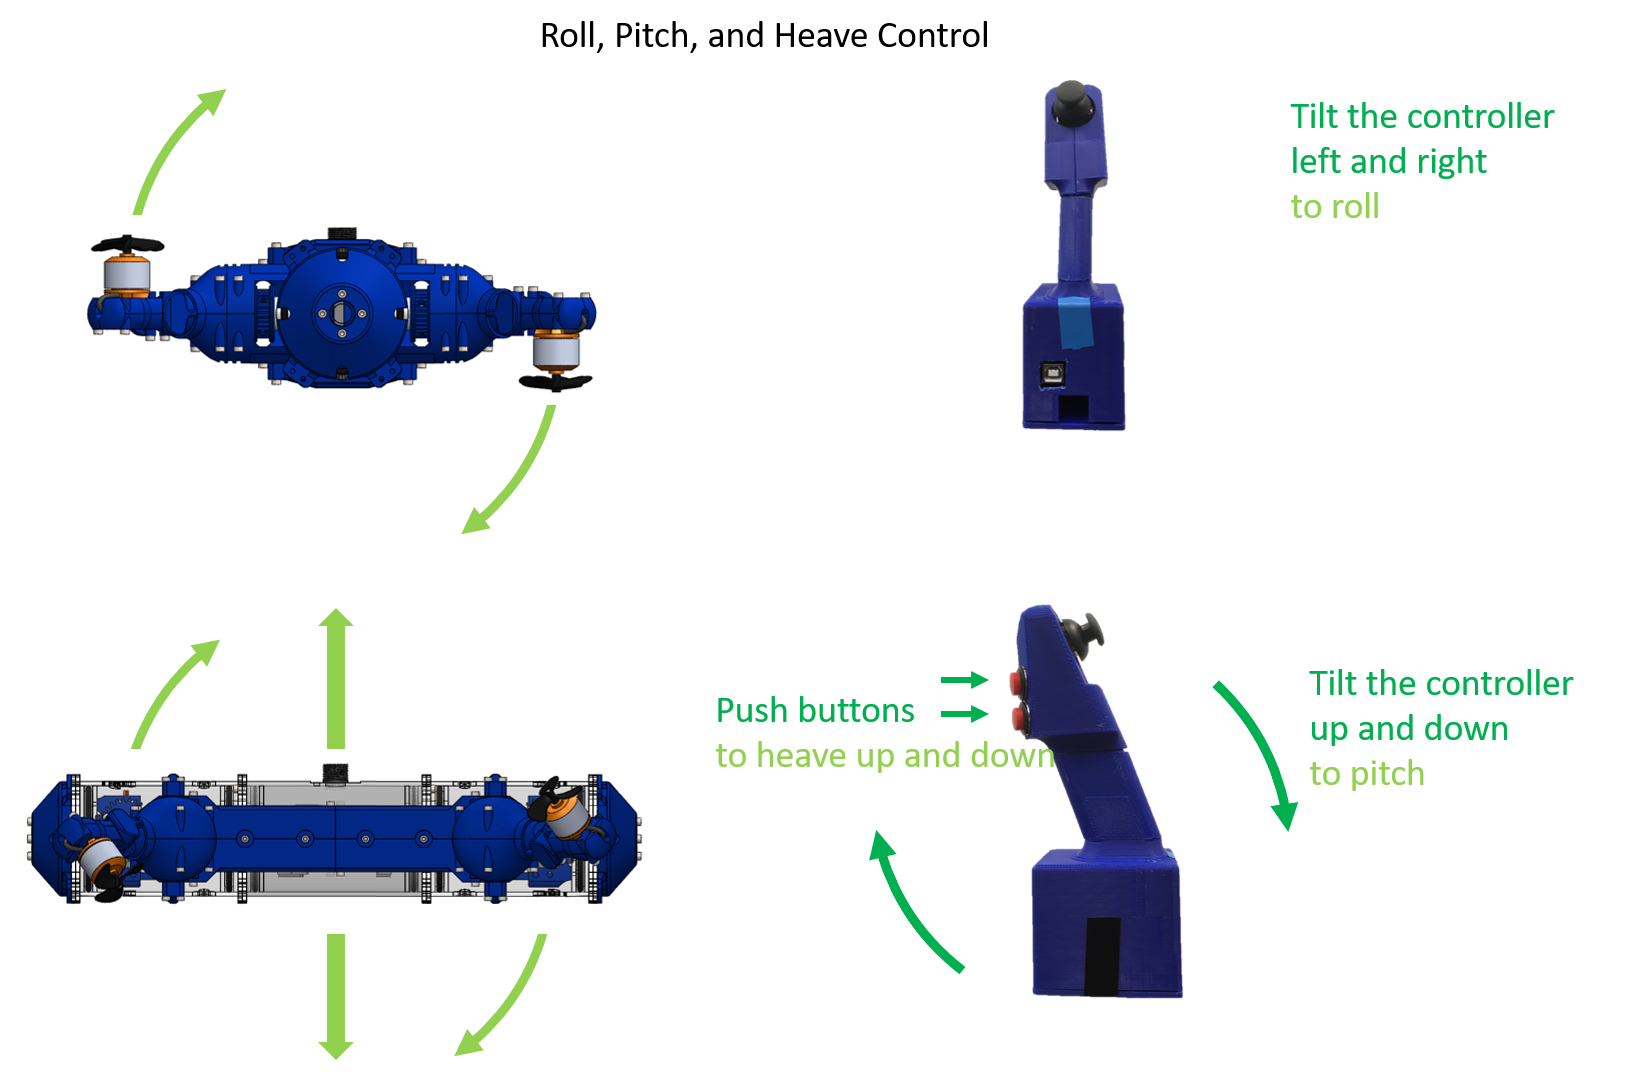 Roll, Pitch, and Heave Control
Tilt the controller
left and right
to roll
Push buttons
to heave up and down
Tilt the controller
up and down
to pitch